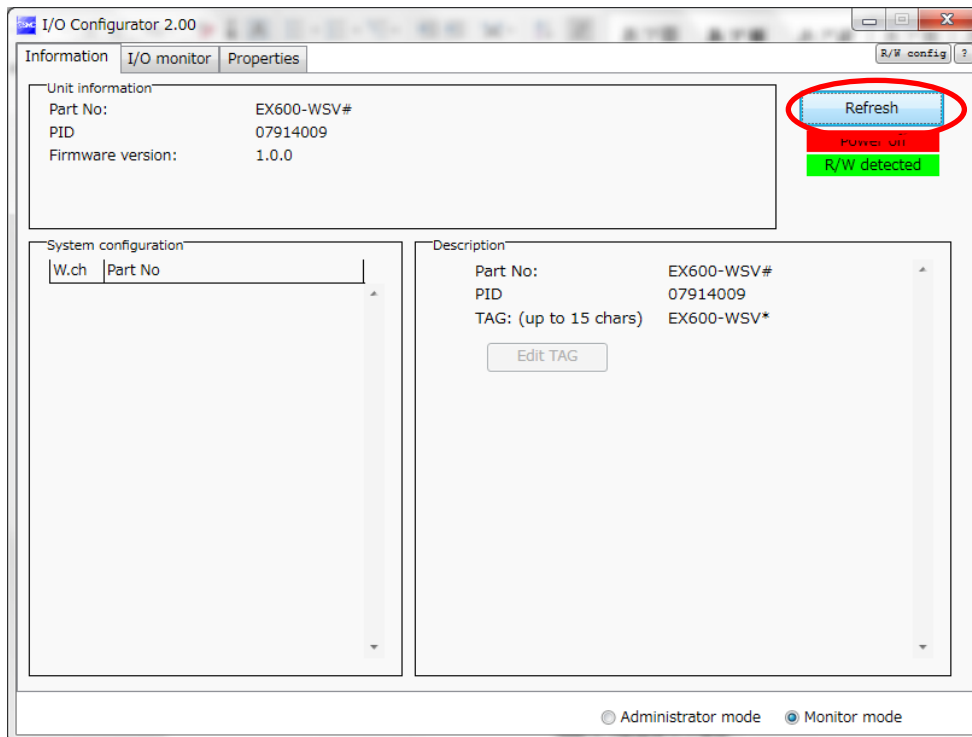 I/O Configurator 2.00
Information I/O monitor Properties R/W config ?
Unit information
Part No: EX600-WSV#
PID 07914009
Firmware version: 1.0.0
Refresh
Power off
R/W detected
System configuration
W.ch Part No
Description
Part No: EX600-WSV#
PID 07914009
TAG: (up to 15 chars) EX600-WSV*
Edit TAG
Administrator mode Monitor mode